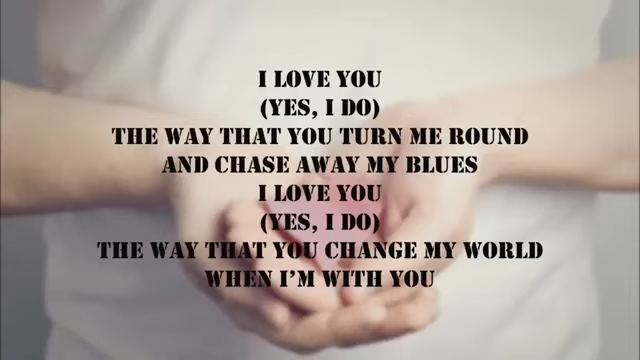 I LOVE YOU
(YES, I DO)
THE WAY THAT YOU TURN ME ROUND
AND CHASE AWAY MY BLUES
I LOVE YOU
(YES, I DO)
THE WAY THAT YOU CHANGE MY WORLD
WHEN I'M WITH YOU